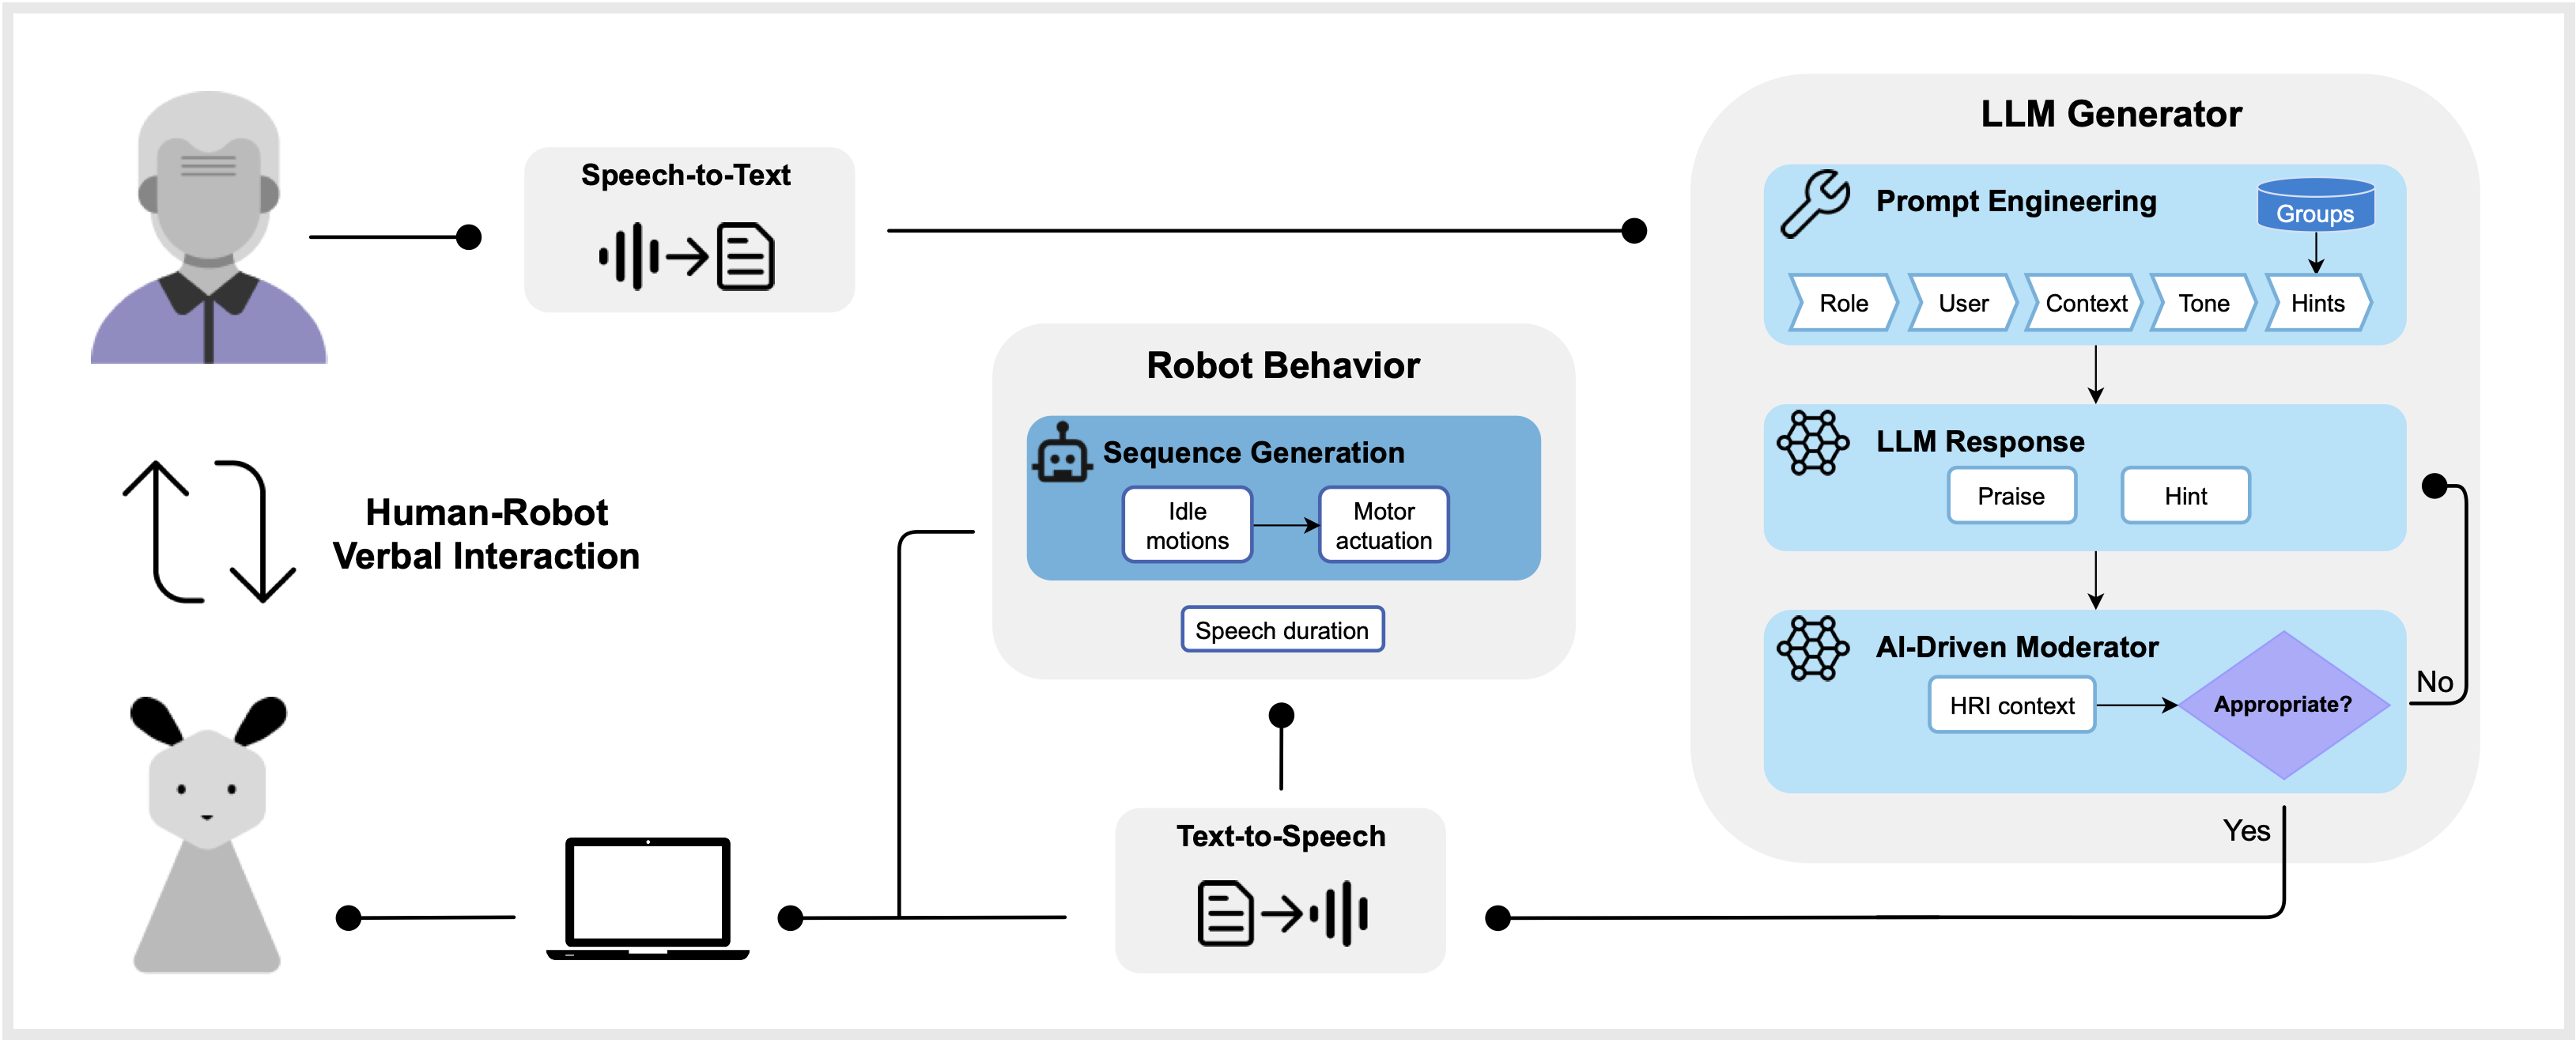 Speech-to-Text
LLM Generator
Prompt Engineering
Groups
Role
User
Context
Tone
Hints
Robot Behavior
Sequence Generation
Idle
motions
Motor
actuation
Speech duration
LLM Response
Praise
Hint
Human-Robot
Verbal Interaction
AI-Driven Moderator
HRI context
Appropriate?
No
Yes
Text-to-Speech